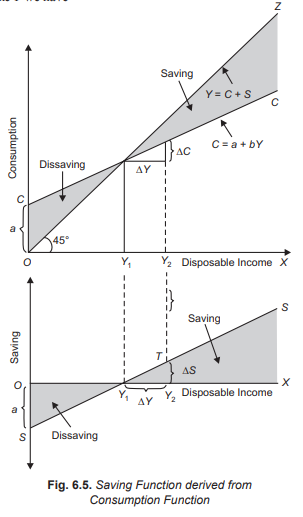 Z
Saving
Y = C + S
C
ΔC
C = a + bY
Dissaving
ΔY
Consumption
C
a
45°
O
Y₁
Y₂
Disposable Income
X
S
Saving
T
ΔS
Saving
O
Y₁
ΔY
Y₂
Disposable Income
X
a
S
Dissaving
Fig. 6.5. Saving Function derived from
Consumption Function